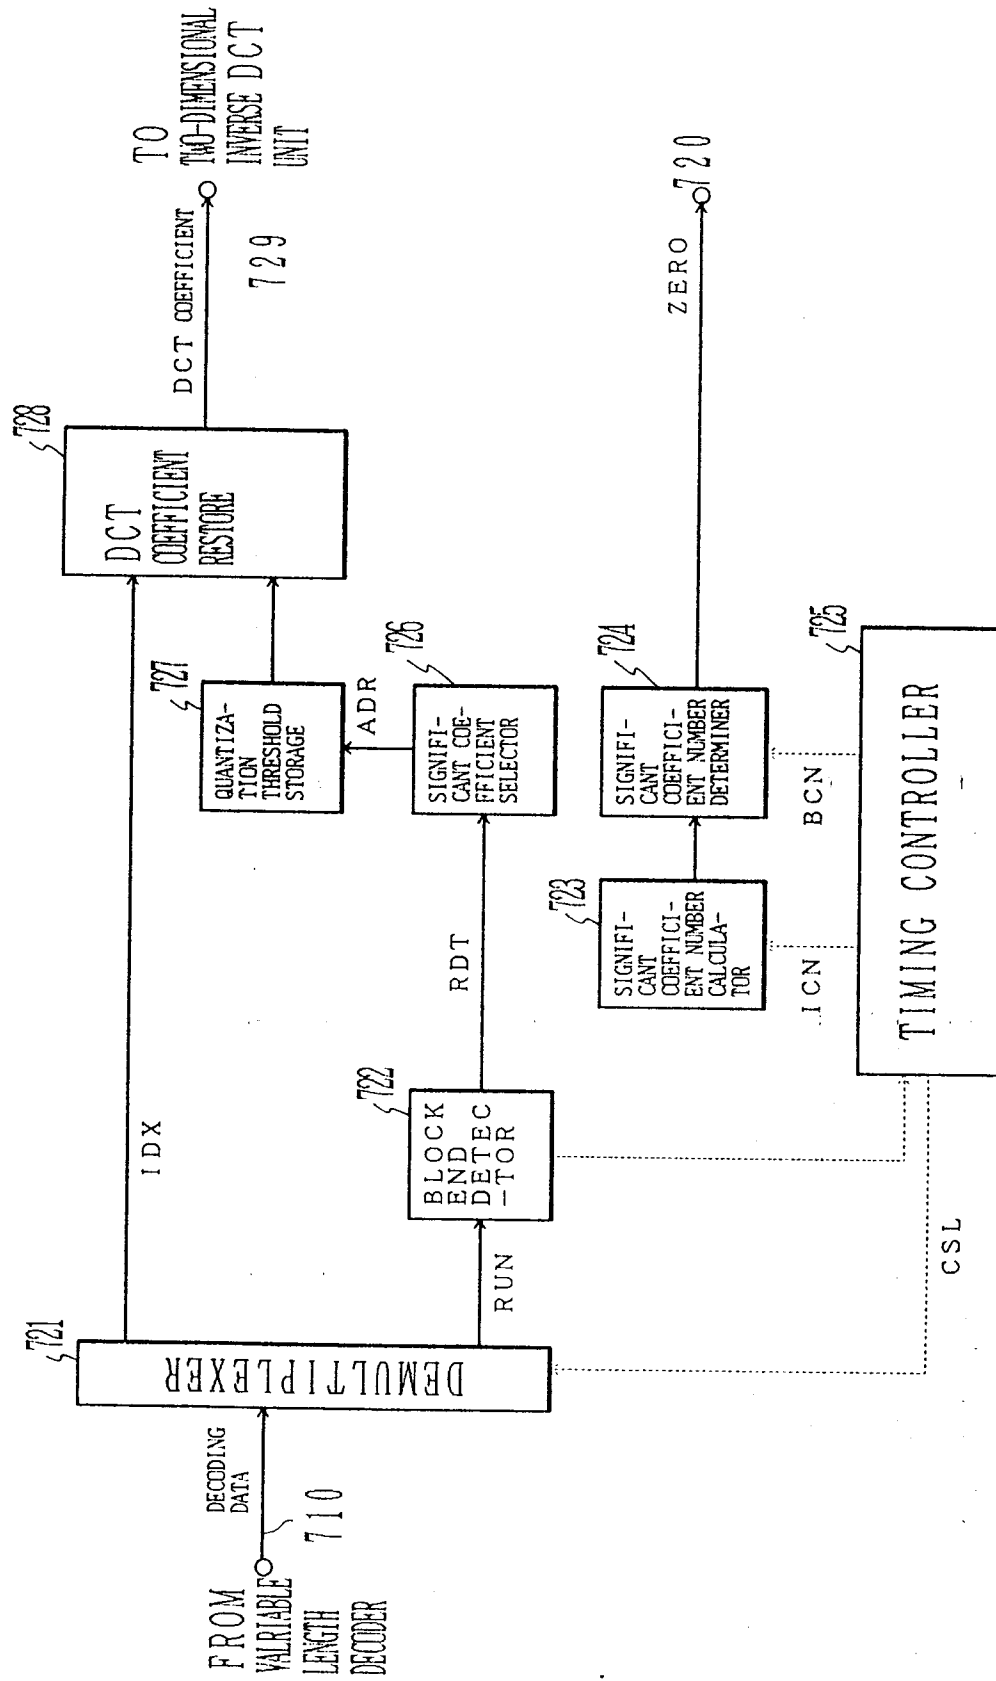 FROM
VALRIABLE
LENGTH
DECODER
710
DECODING
DATA
721
DEMULTIPLEXER
IDX
RUN
722
BLOCK
END
DETEC
-TOR
RDT
726
SIGNIFI-
CANT COE-
FFICIENT
SELECTOR
ADR
727
QUANTIZA-
TION
THRESHOLD
STORAGE
728
DCT
COEFFICIENT
RESTORE
DCT COEFFICIENT
729
TO
TWO-DIMENSIONAL
INVERSE DCT
UNIT
723
SIGNIFI-
CANT
COEFFICI-
ENT NUMBER
CALCULA-
TOR
724
SIGNIFI-
CANT
COEFFICI-
ENT NUMBER
DETERMINER
ZERO
720
ICN
BCN
725
TIMING CONTROLLER
CSL